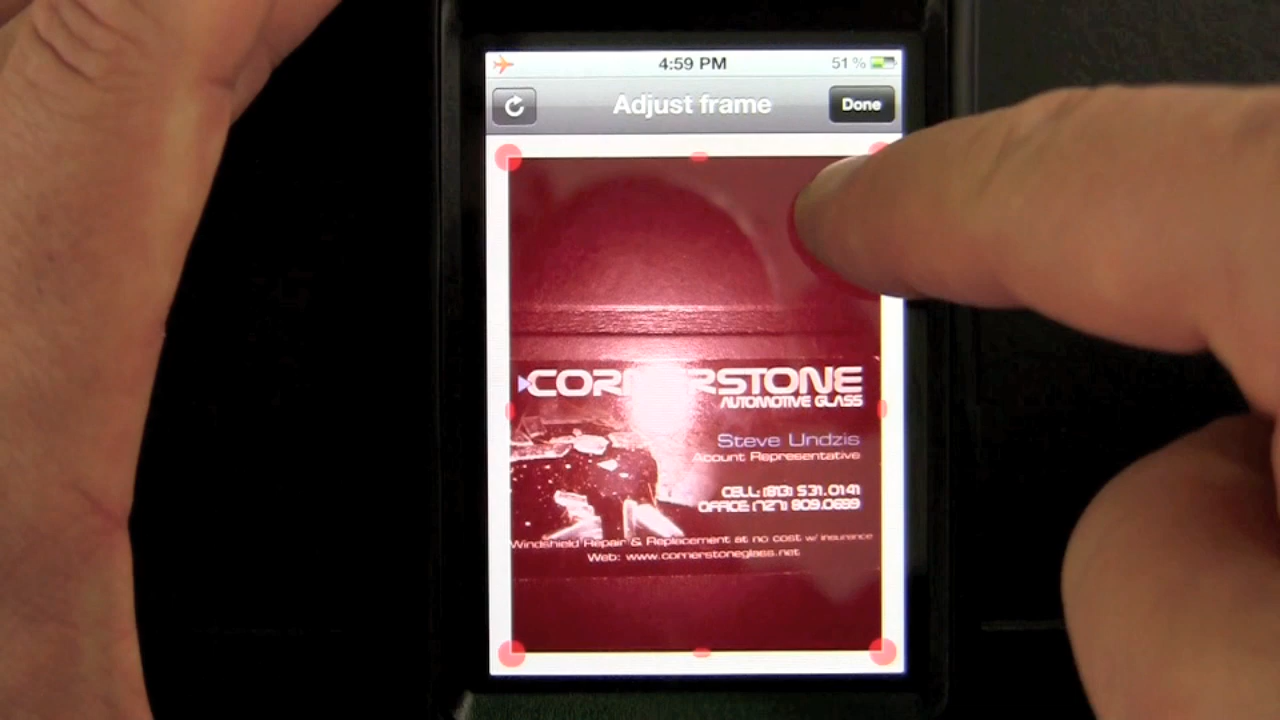 4:59 PM 51%
Adjust frame Done
CORNERSTONE
AUTOMOTIVE GLASS
Steve Undzis
Acount Representative
CELL: (813) 531.0141
OFFICE (727) 809.0699
Windshield Repair & Replacement at no cost w/ insurance
Web: www.cornerstoneglass.net